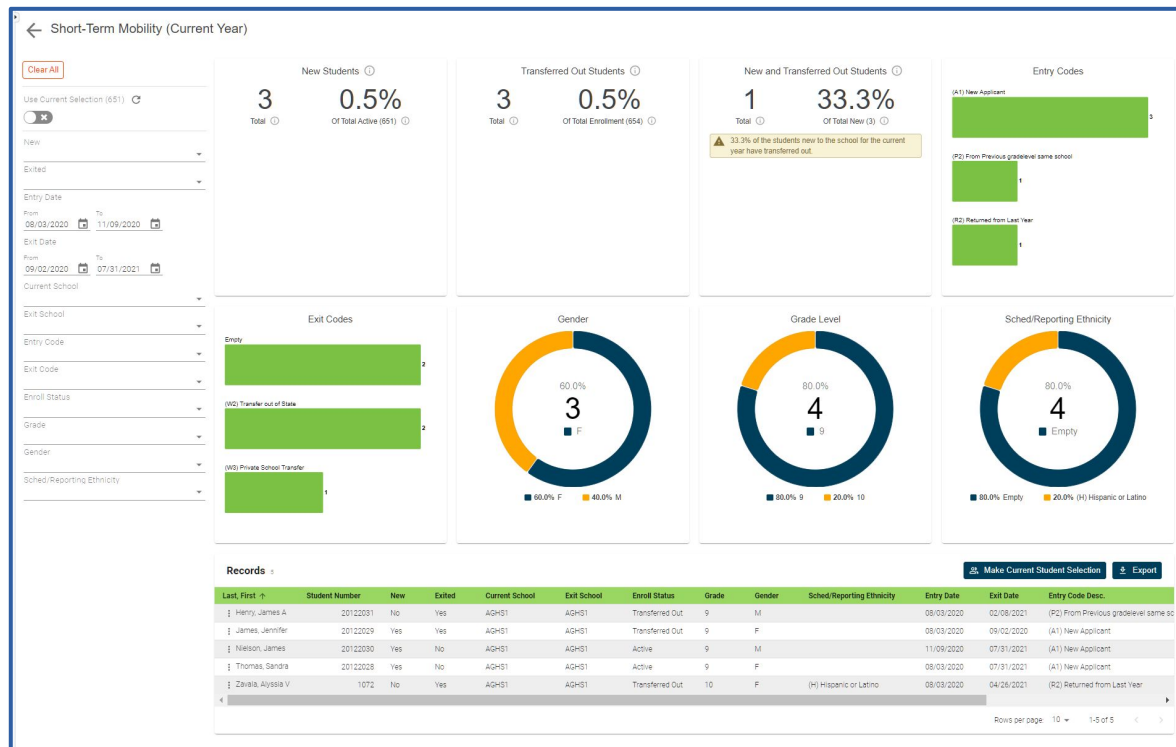 Short-Term Mobility (Current Year)
Clear All
Use Current Selection (651)
New
Exited
Entry Date
From To
08/03/2020 11/09/2020
Exit Date
From To
09/02/2020 07/31/2021
Current School
Exit School
Entry Code
Exit Code
Enroll Status
Grade
Gender
Sched/Reporting Ethnicity
New Students
3 0.5%
Total Of Total Active (651)
Transferred Out Students
3 0.5%
Total Of Total Enrollment (654)
New and Transferred Out Students
1 33.3%
Total Of Total New (3)
33.3% of the students new to the school for the current
year have transferred out.
Entry Codes
(A1) New Applicant
3
(P2) From Previous gradelevel same school
1
(R2) Returned from Last Year
1
Exit Codes
Empty
2
(W2) Transfer out of State
2
(W3) Private School Transfer
1
Gender
60.0%
3
F
60.0% F 40.0% M
Grade Level
80.0%
4
9
80.0% 9 20.0% 10
Sched/Reporting Ethnicity
80.0%
4
Empty
80.0% Empty 20.0% (H) Hispanic or Latino
Records 5
Make Current Student Selection Export
Last, First Student Number New Exited Current School Exit School Enroll Status Grade Gender Sched/Reporting Ethnicity Entry Date Exit Date Entry Code Desc.
Henry, James A 20122031 No Yes AGHS1 AGHS1 Transferred Out 9 M 08/03/2020 02/08/2021 (P2) From Previous gradelevel same sc
James, Jennifer 20122029 Yes Yes AGHS1 AGHS1 Transferred Out 9 F 08/03/2020 09/02/2020 (A1) New Applicant
Nielson, James 20122030 Yes No AGHS1 AGHS1 Active 9 M 11/09/2020 07/31/2021 (A1) New Applicant
Thomas, Sandra 20122028 Yes No AGHS1 AGHS1 Active 9 F 08/03/2020 07/31/2021 (A1) New Applicant
Zavala, Alyssia V 1072 No Yes AGHS1 AGHS1 Transferred Out 10 F (H) Hispanic or Latino 08/03/2020 04/26/2021 (R2) Returned from Last Year
Rows per page: 10 1-5 of 5